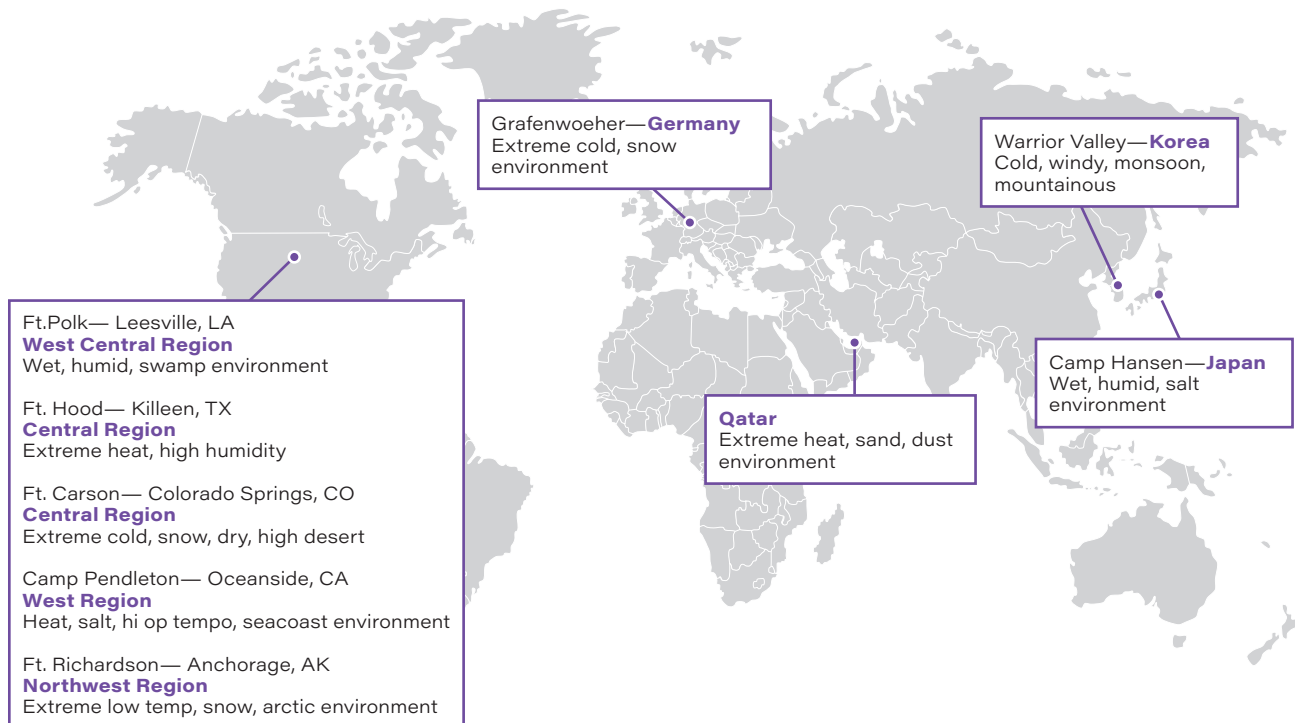 Grafenwoeher—Germany
Extreme cold, snow
environment
Warrior Valley—Korea
Cold, windy, monsoon,
mountainous
Ft.Polk— Leesville, LA
West Central Region
Wet, humid, swamp environment
Ft. Hood— Killeen, TX
Central Region
Extreme heat, high humidity
Ft. Carson— Colorado Springs, CO
Central Region
Extreme cold, snow, dry, high desert
Camp Pendleton— Oceanside, CA
West Region
Heat, salt, hi op tempo, seacoast environment
Ft. Richardson— Anchorage, AK
Northwest Region
Extreme low temp, snow, arctic environment
Qatar
Extreme heat, sand, dust
environment
Camp Hansen—Japan
Wet, humid, salt
environment